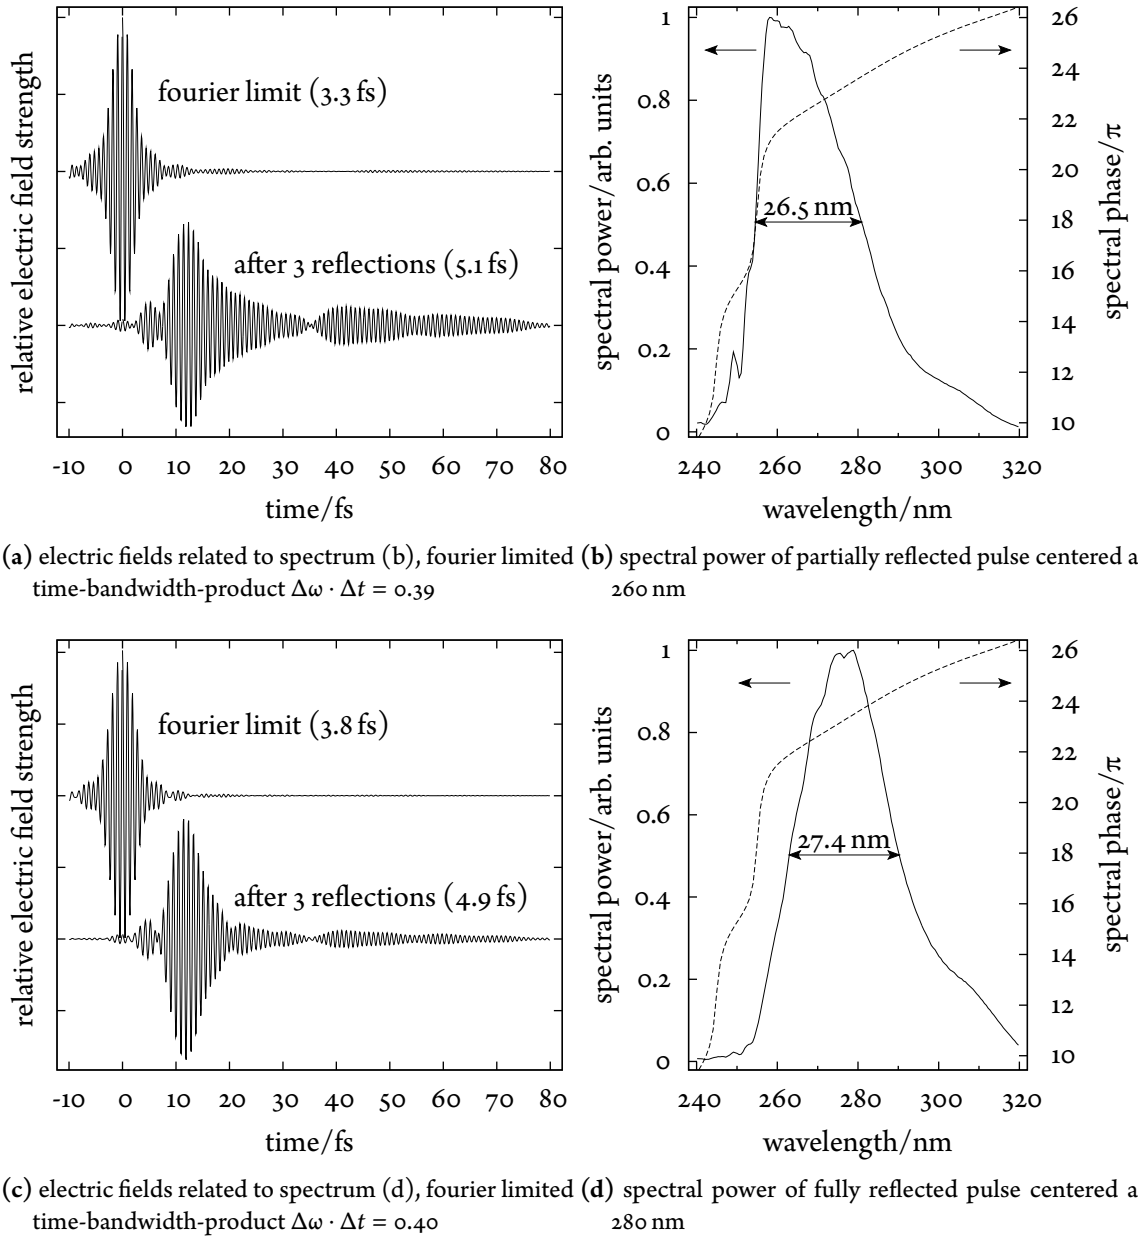 relative electric field strength
fourier limit (3.3 fs)
after 3 reflections (5.1 fs)
-10 0 10 20 30 40 50 60 70 80
time/fs
spectral power/arb. units
1
0.8
0.6
0.4
0.2
0
26.5 nm
240 260 280 300 320
wavelength/nm
26
24
22
20
18
16
14
12
10
spectral phase/π
(a) electric fields related to spectrum (b), fourier limited
time-bandwidth-product Δω · Δt = 0.39
(b) spectral power of partially reflected pulse centered a
260 nm
relative electric field strength
fourier limit (3.8 fs)
after 3 reflections (4.9 fs)
-10 0 10 20 30 40 50 60 70 80
time/fs
spectral power/arb. units
1
0.8
0.6
0.4
0.2
0
27.4 nm
240 260 280 300 320
wavelength/nm
26
24
22
20
18
16
14
12
10
spectral phase/π
(c) electric fields related to spectrum (d), fourier limited
time-bandwidth-product Δω · Δt = 0.40
(d) spectral power of fully reflected pulse centered a
280 nm